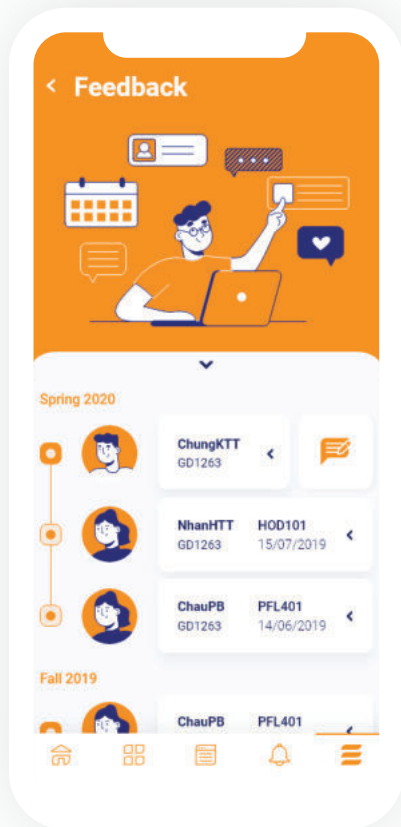 Feedback
Spring 2020
ChungKTT
GD1263
NhanHTT HOD101
GD1263 15/07/2019
ChauPB PFL401
GD1263 14/06/2019
Fall 2019
ChauPB PFL401